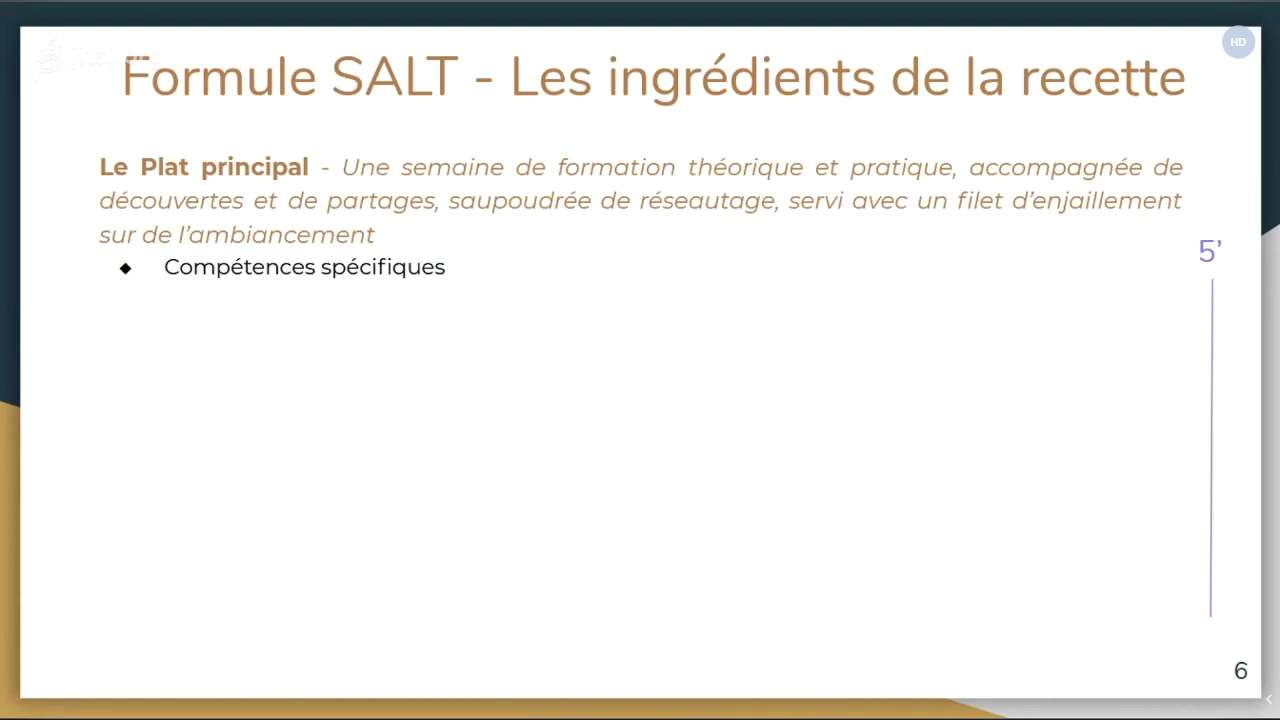 HD
Formule SALT - Les ingrédients de la recette
Le Plat principal - Une semaine de formation théorique et pratique, accompagnée de
découvertes et de partages, saupoudrée de réseautage, servi avec un filet d’enjaillement
sur de l’ambiancement
5’
◆ Compétences spécifiques
6